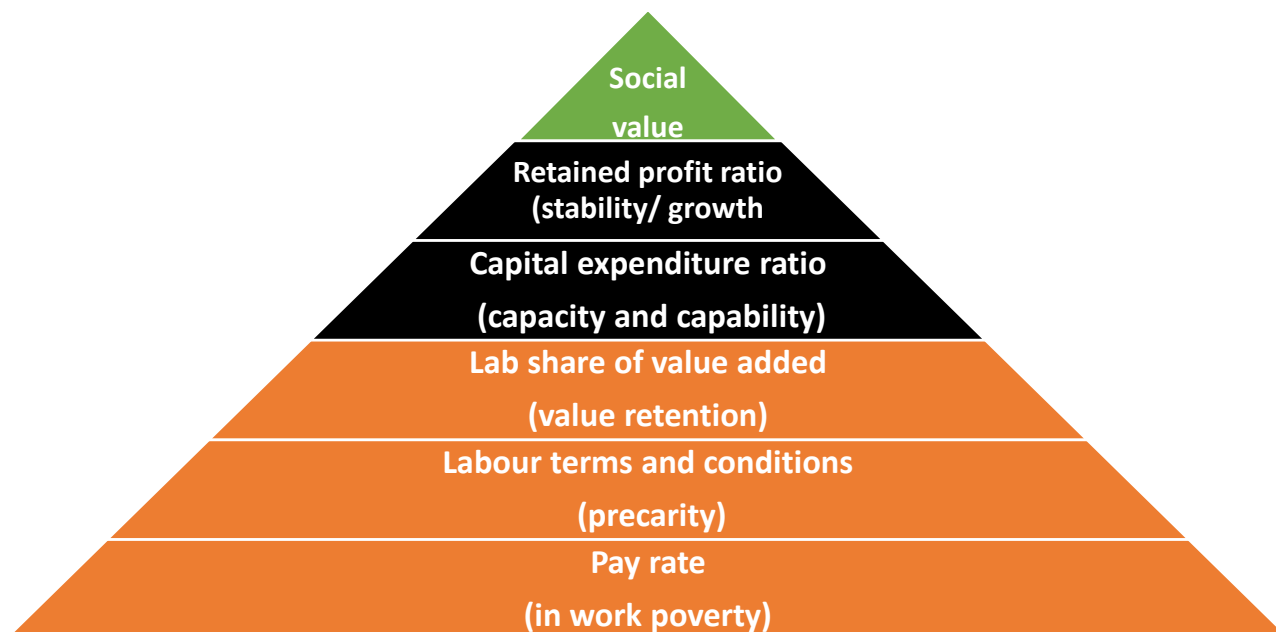 Social
value
Retained profit ratio
(stability/ growth
Capital expenditure ratio
(capacity and capability)
Lab share of value added
(value retention)
Labour terms and conditions
(precarity)
Pay rate
(in work poverty)